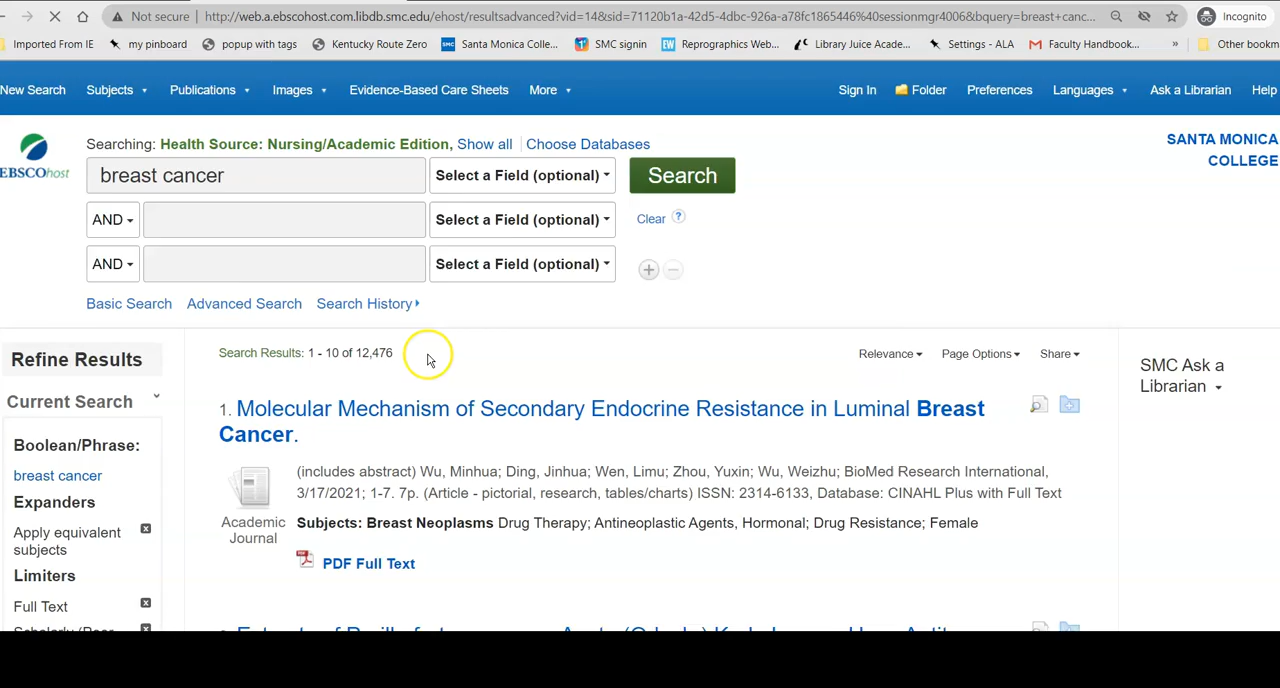 Not secure | http://web.a.ebscohost.com.libdb.smc.edu/ehost/resultsadvanced?vid=14&sid=71120b1a-42d5-4dbc-926a-a78fc1865446%40sessionmgr4006&bquery=breast+canc... Incognito
Imported From IE my pinboard popup with tags Kentucky Route Zero SMC Santa Monica Colle... SMC signin EW Reprographics Web... Library Juice Acade... Settings - ALA Faculty Handbook... » Other bookm
New Search Subjects Publications Images Evidence-Based Care Sheets More Sign In Folder Preferences Languages Ask a Librarian Help
Searching: Health Source: Nursing/Academic Edition, Show all | Choose Databases
SANTA MONICA
COLLEGE
EBSCOhost
breast cancer Select a Field (optional) Search
AND Select a Field (optional) Clear ?
AND Select a Field (optional) + −
Basic Search Advanced Search Search History
Refine Results
Current Search
Boolean/Phrase:
breast cancer
Expanders
Apply equivalent
subjects
Limiters
Full Text
Scholarly (Peer
Search Results: 1 - 10 of 12,476
Relevance Page Options Share
1. Molecular Mechanism of Secondary Endocrine Resistance in Luminal Breast
Cancer.
(includes abstract) Wu, Minhua; Ding, Jinhua; Wen, Limu; Zhou, Yuxin; Wu, Weizhu; BioMed Research International,
3/17/2021; 1-7. 7p. (Article - pictorial, research, tables/charts) ISSN: 2314-6133, Database: CINAHL Plus with Full Text
Academic
Journal
Subjects: Breast Neoplasms Drug Therapy; Antineoplastic Agents, Hormonal; Drug Resistance; Female
PDF Full Text
SMC Ask a
Librarian